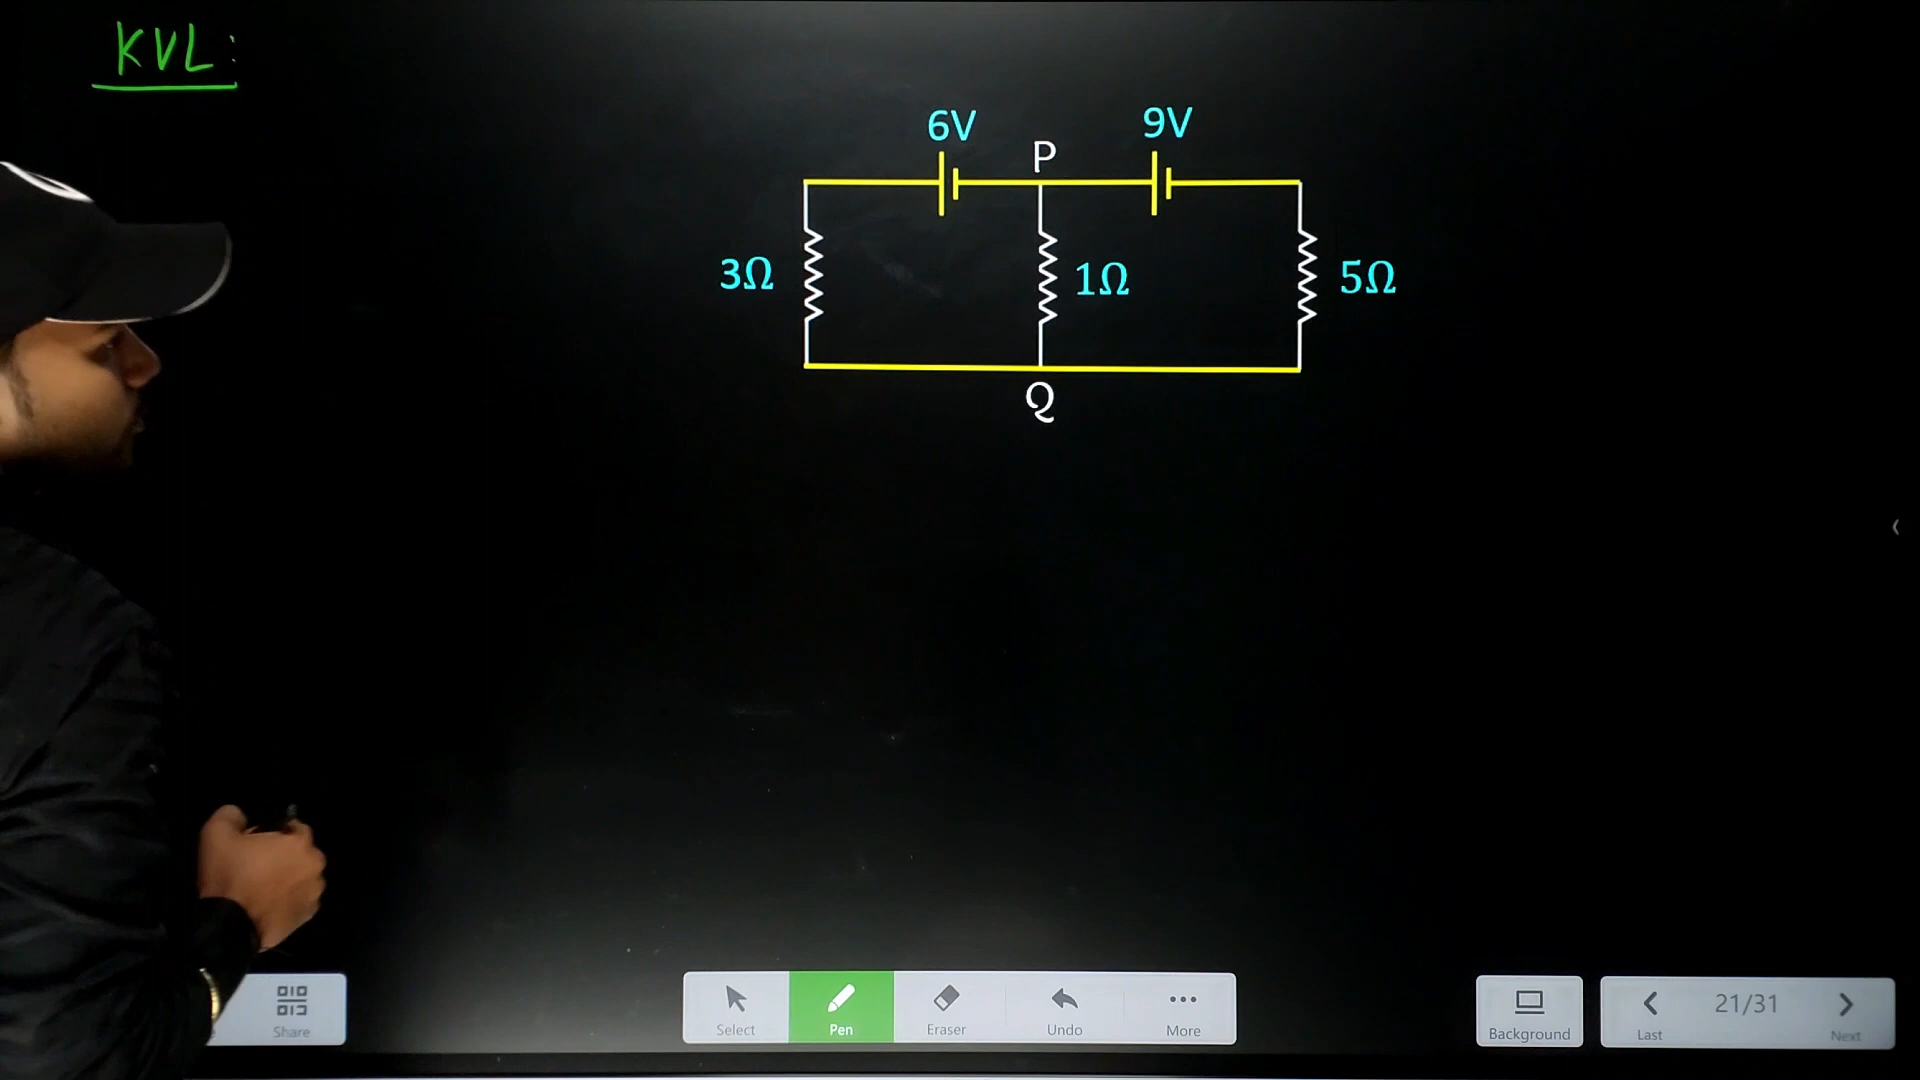 KVL:
6V
9V
P
3Ω
1Ω
5Ω
Q
Share
Select
Pen
Eraser
Undo
More
Background
Last
21/31
Next